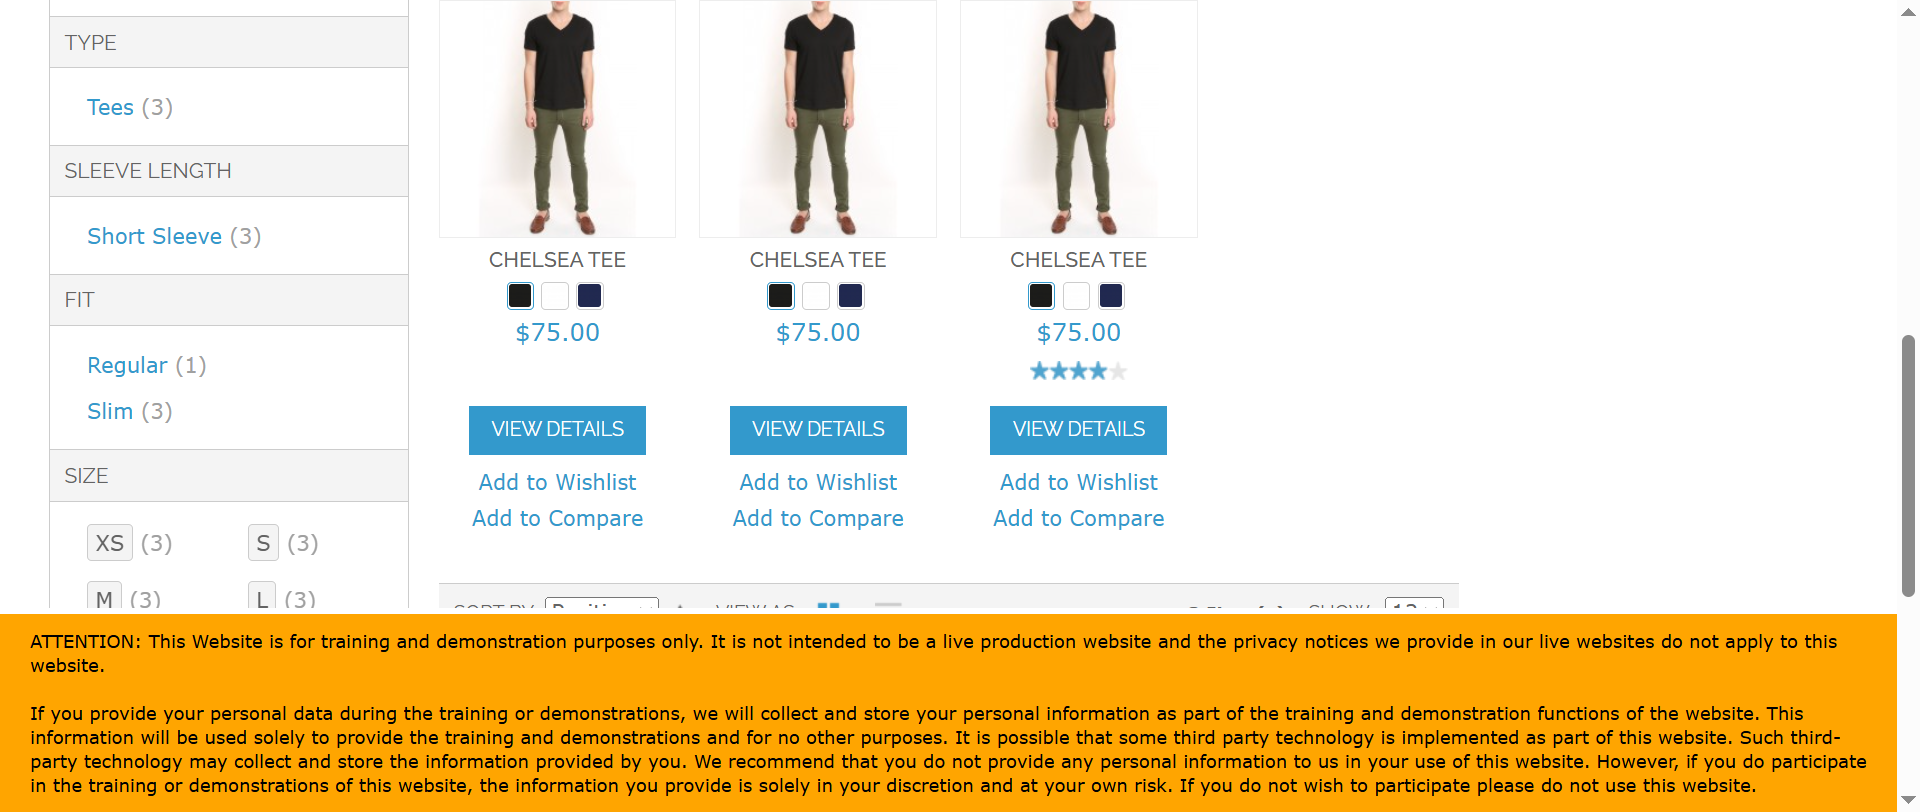 TYPE
Tees (3)
SLEEVE LENGTH
Short Sleeve (3)
FIT
Regular (1)
Slim (3)
SIZE
XS (3) S (3)
M (3) L (3)
CHELSEA TEE CHELSEA TEE CHELSEA TEE
$75.00 $75.00 $75.00
VIEW DETAILS VIEW DETAILS VIEW DETAILS
Add to Wishlist Add to Wishlist Add to Wishlist
Add to Compare Add to Compare Add to Compare
SORT BY VIEW AS SHOW 12
ATTENTION: This Website is for training and demonstration purposes only. It is not intended to be a live production website and the privacy notices we provide in our live websites do not apply to this
website.
If you provide your personal data during the training or demonstrations, we will collect and store your personal information as part of the training and demonstration functions of the website. This
information will be used solely to provide the training and demonstrations and for no other purposes. It is possible that some third party technology is implemented as part of this website. Such third-
party technology may collect and store the information provided by you. We recommend that you do not provide any personal information to us in your use of this website. However, if you do participate
in the training or demonstrations of this website, the information you provide is solely in your discretion and at your own risk. If you do not wish to participate please do not use this website.